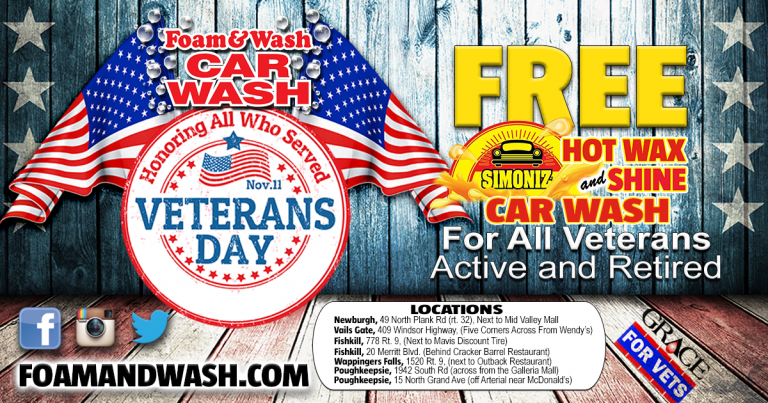 Foam & Wash
CAR
WASH
Honoring All Who Served
Nov.11
VETERANS
DAY
FREE
SIMONIZ
HOT WAX
and SHINE
CAR WASH
For All Veterans
Active and Retired
LOCATIONS
Newburgh, 49 North Plank Rd (rt. 32), Next to Mid Valley Mall
Vails Gate, 409 Windsor Highway, (Five Corners Across From Wendy's)
Fishkill, 778 Rt. 9, (Next to Mavis Discount Tire)
Fishkill, 20 Merritt Blvd. (Behind Cracker Barrel Restaurant)
Wappingers Falls, 1520 Rt. 9, (next to Outback Restaurant)
Poughkeepsie, 1942 South Rd (across from the Galleria Mall)
Poughkeepsie, 15 North Grand Ave (off Arterial near McDonald's)
GRACE
FOR VETS
FOAMANDWASH.COM